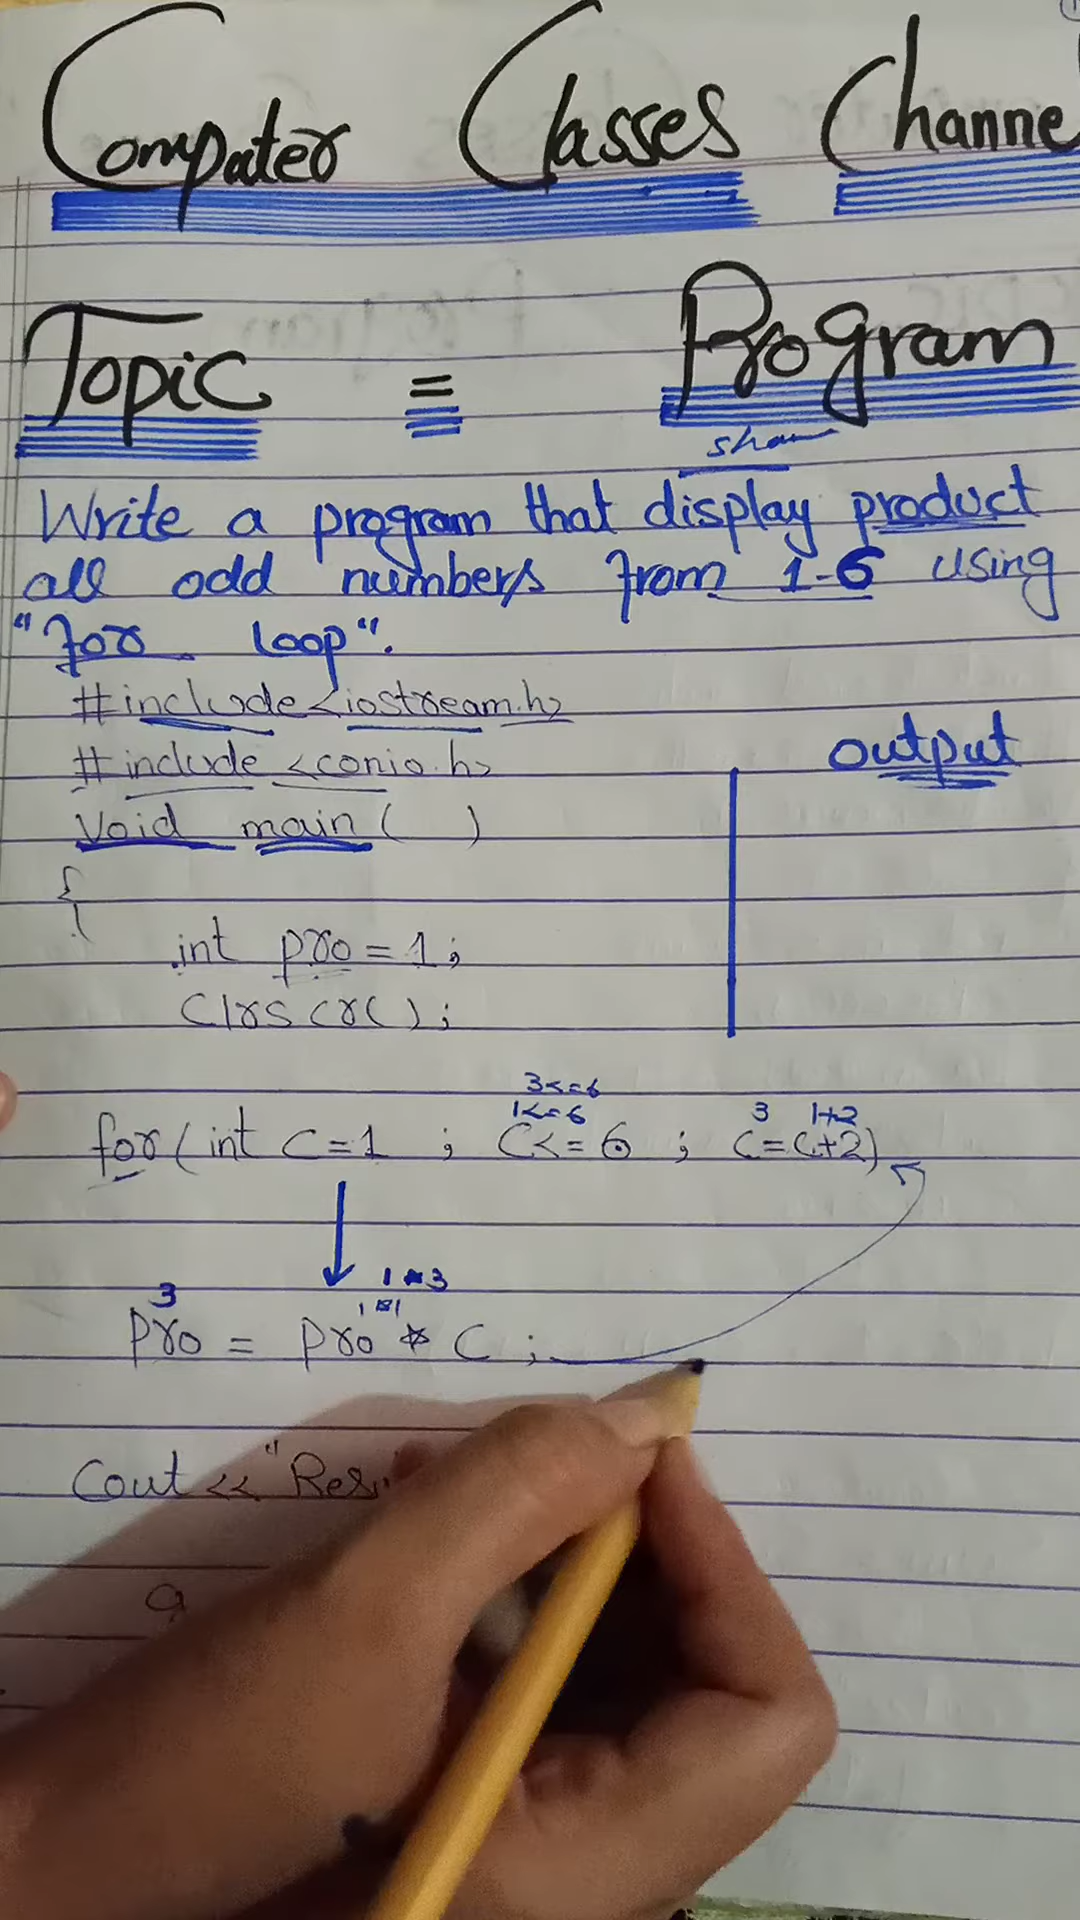 Computer Classes Channe
Topic = Program
show
Write a program that display product
all odd numbers from 1-6 using
"for loop".
#include <iostream.h>
#include <conio.h>
output
Void main( )
{
int pro = 1;
Clrscr();
3<=6
1<=6 3 1+2
for(int C=1 ; C<=6 ; C=C+2)
3 1*3
1*1
pro = pro * C ;
Cout << "Res